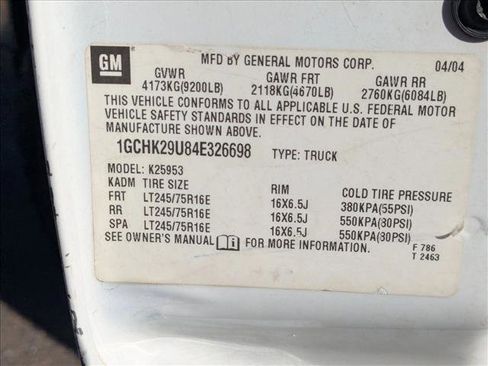 GM
MFD BY GENERAL MOTORS CORP. 04/04
GVWR GAWR FRT GAWR RR
4173KG(9200LB) 2118KG(4670LB) 2760KG(6084LB)
THIS VEHICLE CONFORMS TO ALL APPLICABLE U.S. FEDERAL MOTOR
VEHICLE SAFETY STANDARDS IN EFFECT ON THE DATE OF
MANUFACTURE SHOWN ABOVE.
1GCHK29U84E326698 TYPE: TRUCK
MODEL: K25953
KADM TIRE SIZE RIM COLD TIRE PRESSURE
FRT LT245/75R16E 16X6.5J 380KPA(55PSI)
RR LT245/75R16E 16X6.5J 550KPA(80PSI)
SPA LT245/75R16E 16X6.5J 550KPA(80PSI)
SEE OWNER'S MANUAL FOR MORE INFORMATION.
F 786
T 2463